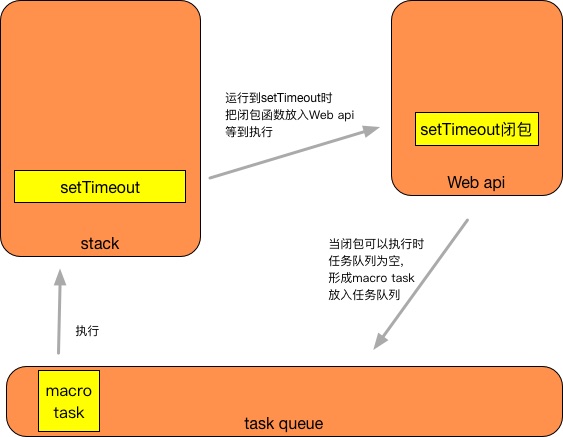 运行到setTimeout时
把闭包函数放入Web api
等到执行
setTimeout闭包
setTimeout
Web api
stack
当闭包可以执行时
任务队列为空,
形成macro task
放入任务队列
执行
macro
task
task queue